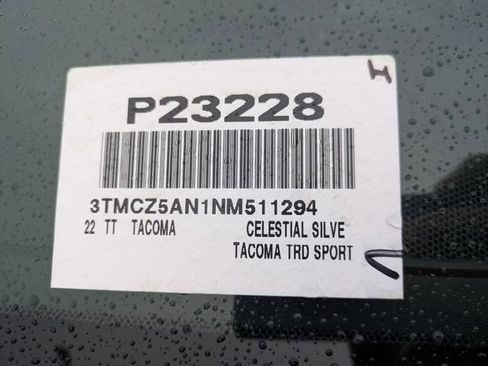 H
P23228
3TMCZ5AN1NM511294
22 TT TACOMA CELESTIAL SILVE
TACOMA TRD SPORT